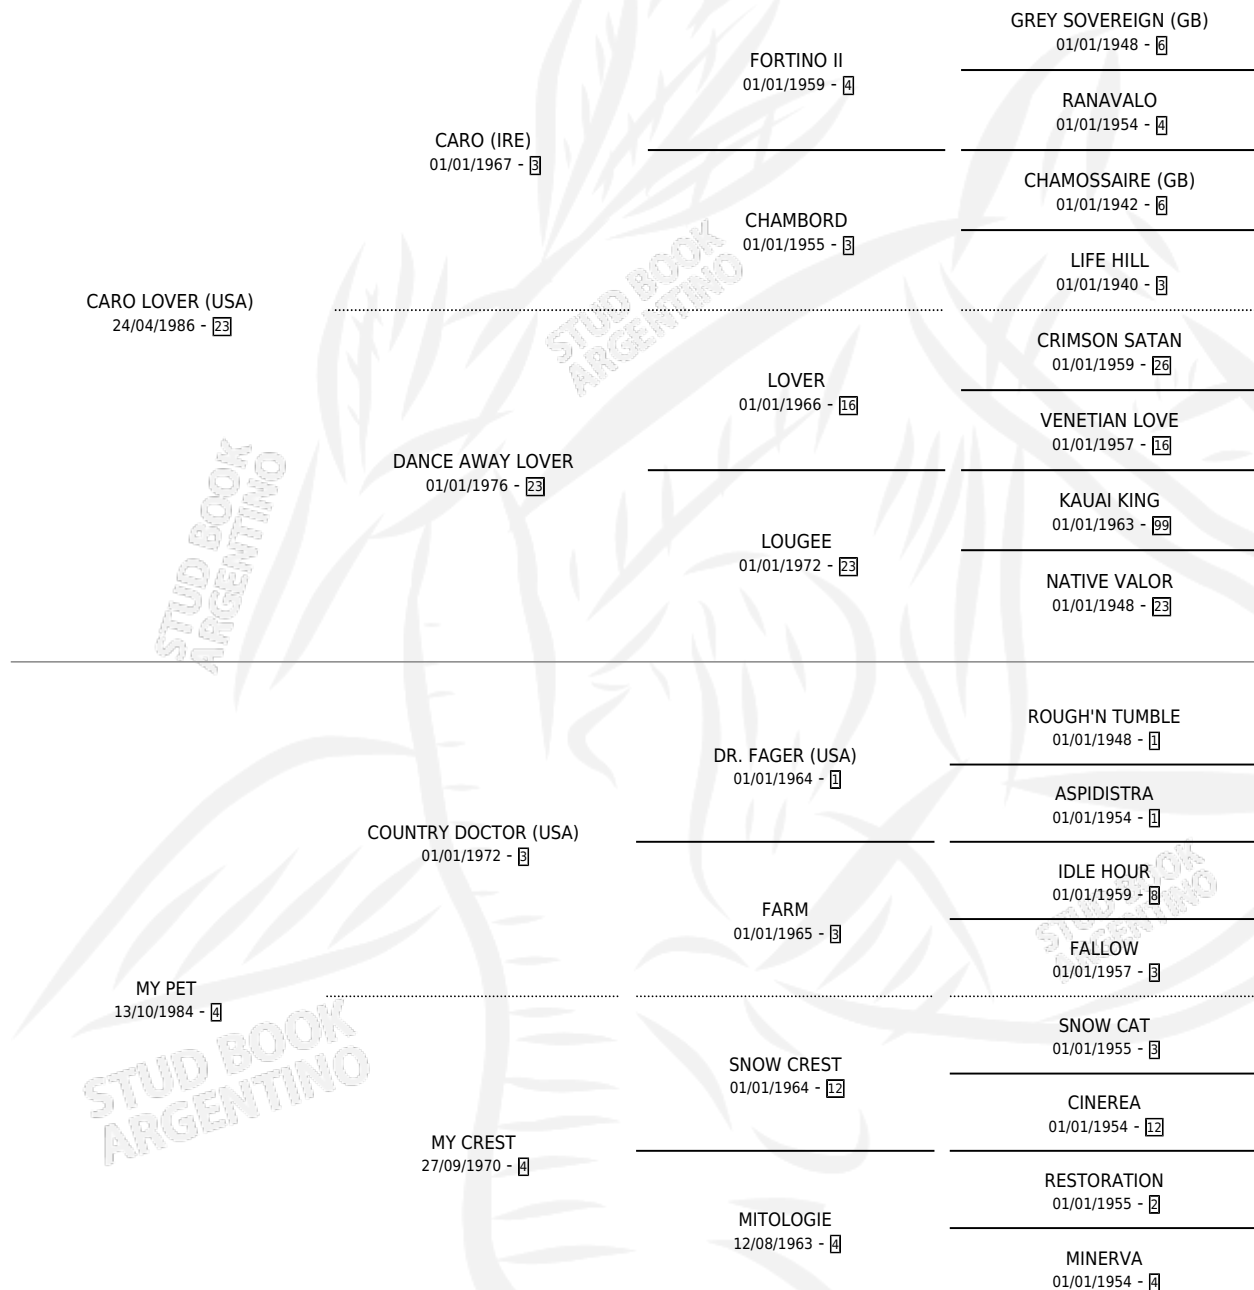 GREY SOVEREIGN (GB)
01/01/1948 - 6
FORTINO II
01/01/1959 - 4
RANAVALO
01/01/1954 - 4
CARO (IRE)
01/01/1967 - 3
CHAMOSSAIRE (GB)
01/01/1942 - 6
CHAMBORD
01/01/1955 - 3
LIFE HILL
01/01/1940 - 3
CARO LOVER (USA)
24/04/1986 - 23
CRIMSON SATAN
01/01/1959 - 26
LOVER
01/01/1966 - 16
VENETIAN LOVE
01/01/1957 - 16
DANCE AWAY LOVER
01/01/1976 - 23
KAUAI KING
01/01/1963 - 99
LOUGEE
01/01/1972 - 23
NATIVE VALOR
01/01/1948 - 23
ROUGH'N TUMBLE
01/01/1948 - 1
DR. FAGER (USA)
01/01/1964 - 1
ASPIDISTRA
01/01/1954 - 1
COUNTRY DOCTOR (USA)
01/01/1972 - 3
IDLE HOUR
01/01/1959 - 8
FARM
01/01/1965 - 3
FALLOW
01/01/1957 - 3
MY PET
13/10/1984 - 4
SNOW CAT
01/01/1955 - 3
SNOW CREST
01/01/1964 - 12
CINEREA
01/01/1954 - 12
MY CREST
27/09/1970 - 4
RESTORATION
01/01/1955 - 2
MITOLOGIE
12/08/1963 - 4
MINERVA
01/01/1954 - 4
STUD BOOK
ARGENTINO
STUD BOOK
ARGENTINO
STUD BOOK
ARGENTINO
STUD BOOK
ARGENTINO